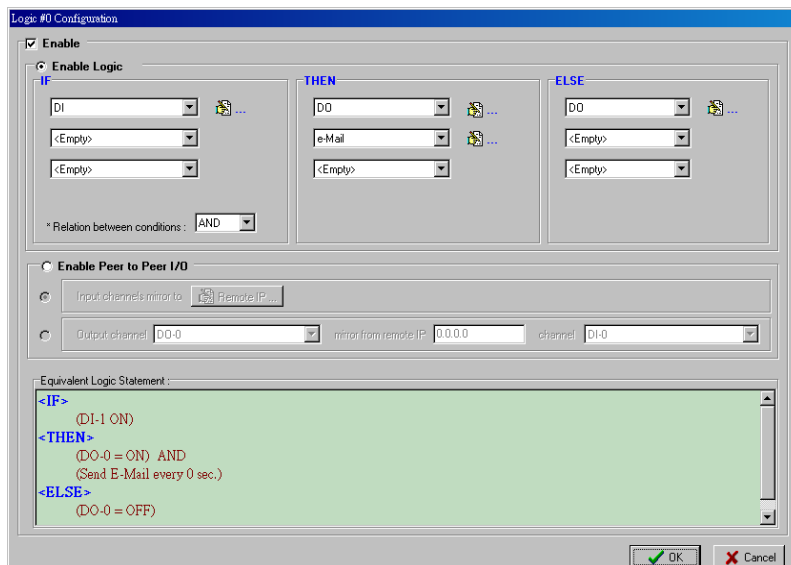 Logic #0 Configuration
Enable
Enable Logic
IF
THEN
ELSE
DI
...
DO
...
DO
...
<Empty>
e-Mail
...
<Empty>
<Empty>
<Empty>
<Empty>
* Relation between conditions :
AND
Enable Peer to Peer I/O
Input channels mirror to
Remote IP...
Output channel
DO-0
mirror from remote IP
0.0.0.0
channel
DI-0
Equivalent Logic Statement :
<IF>
(DI-1 ON)
<THEN>
(DO-0 = ON) AND
(Send E-Mail every 0 sec.)
<ELSE>
(DO-0 = OFF)
OK
Cancel